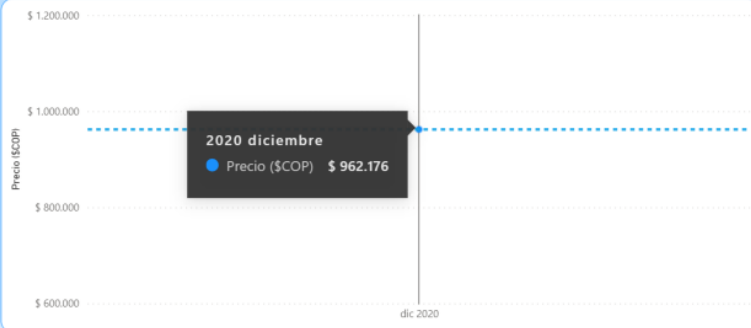 $ 1.200.000
$ 1.000.000
2020 diciembre
Precio ($COP) $ 962.176
Precio ($COP)
$ 800.000
$ 600.000
dic 2020